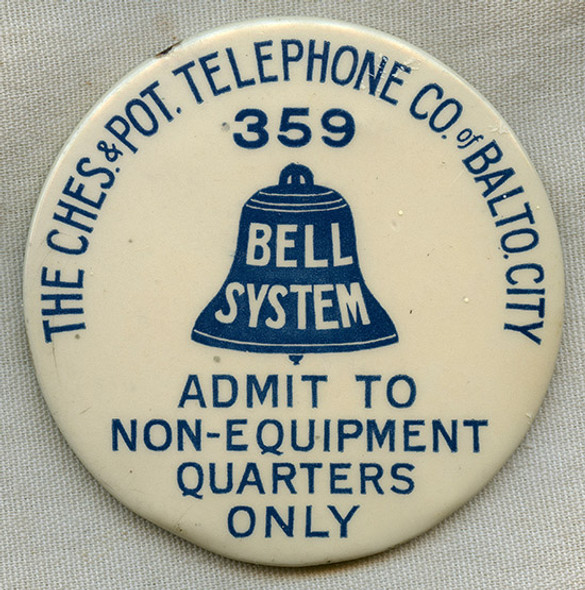 THE CHES. & POT. TELEPHONE CO. of BALTO. CITY
359
BELL
SYSTEM
ADMIT TO
NON-EQUIPMENT
QUARTERS
ONLY